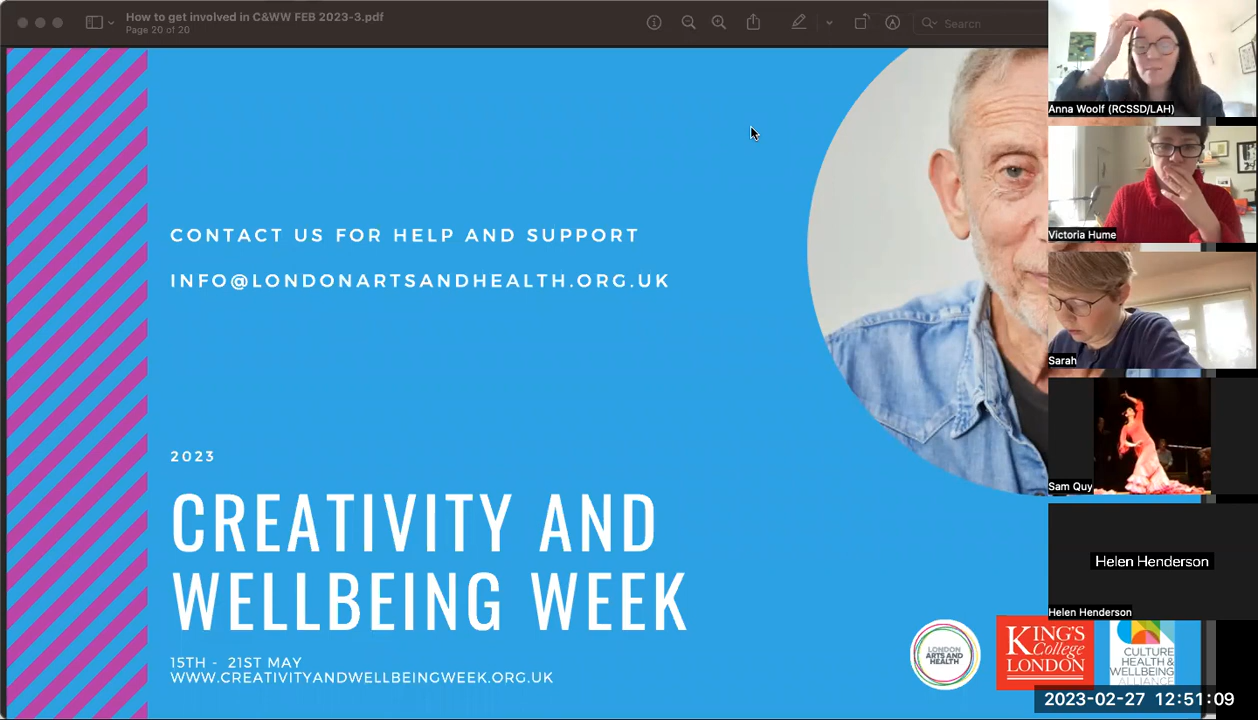 How to get involved in C&WW FEB 2023-3.pdf
Page 20 of 20
Search
CONTACT US FOR HELP AND SUPPORT
INFO@LONDONARTSANDHEALTH.ORG.UK
2023
CREATIVITY AND
WELLBEING WEEK
15TH - 21ST MAY
WWW.CREATIVITYANDWELLBEINGWEEK.ORG.UK
LONDON
ARTS AND
HEALTH
KING'S
College
LONDON
CULTURE
HEALTH &
WELLBEING
ALLIANCE
Anna Woolf (RCSSD/LAH)
Victoria Hume
Sarah
Sam Quy
Helen Henderson
Helen Henderson
2023-02-27 12:51:09